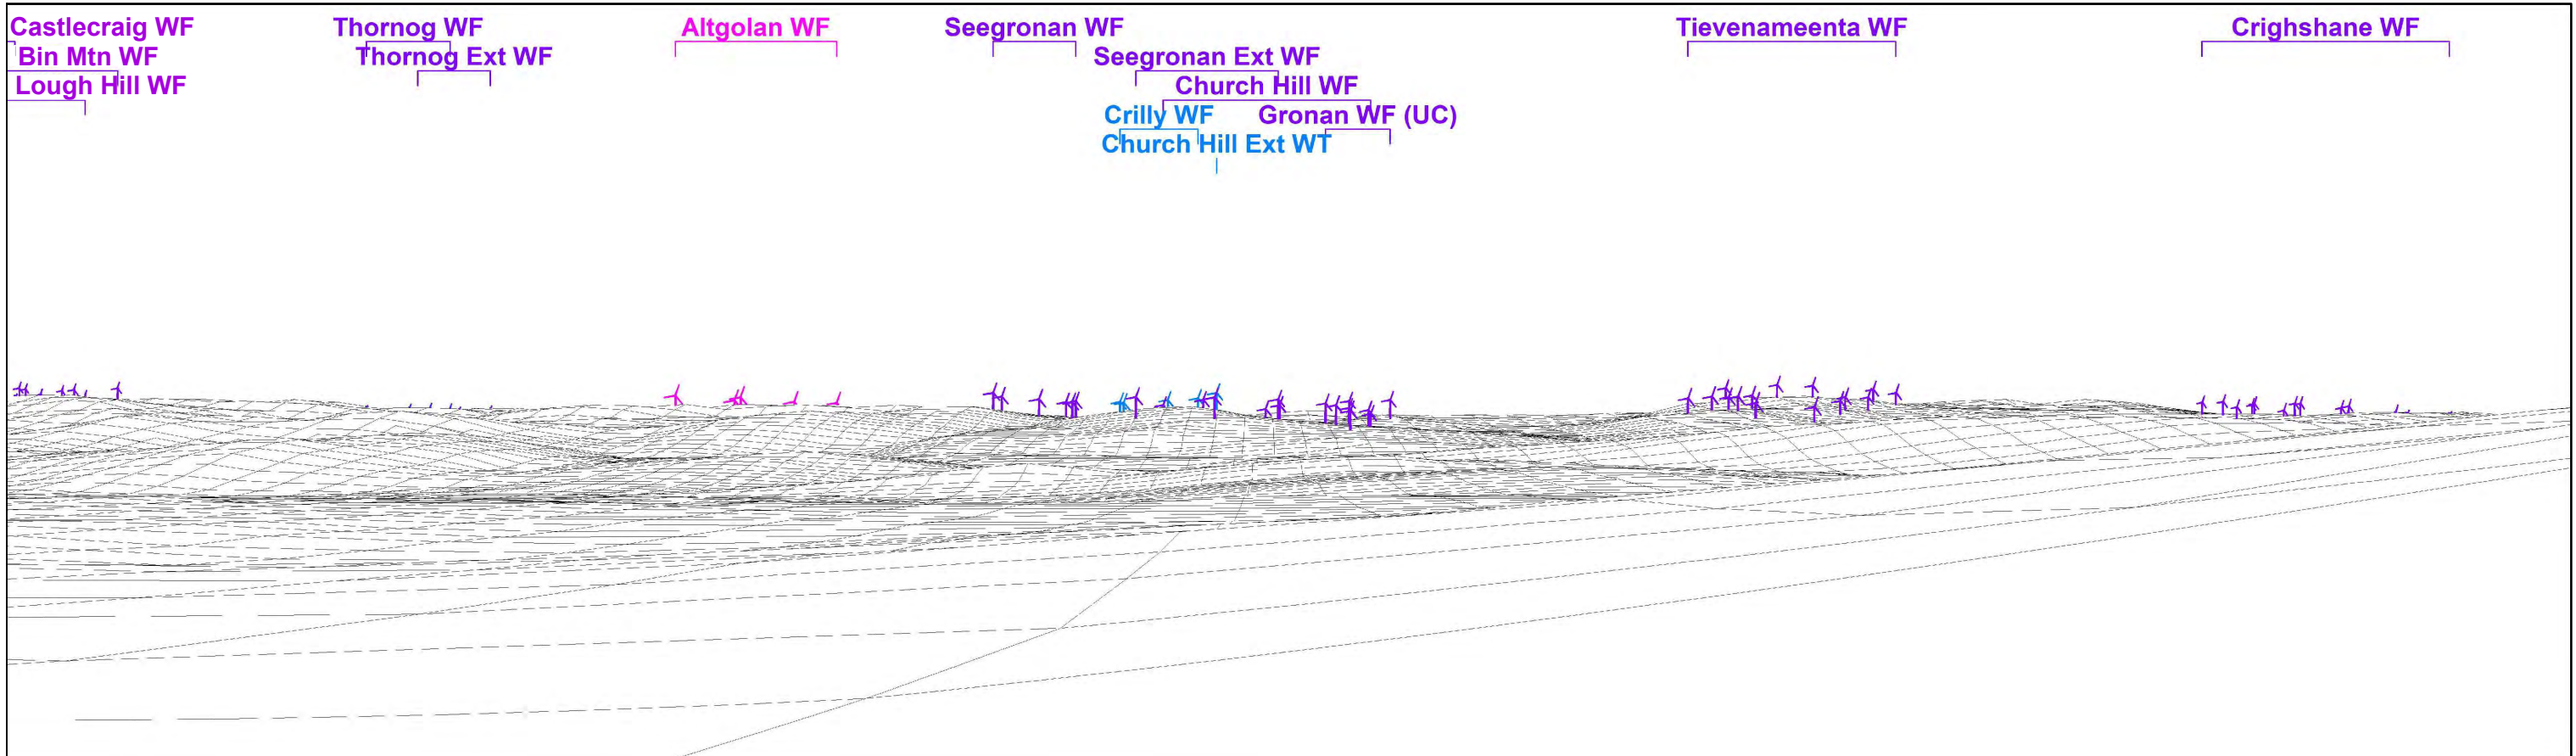 Castlecraig WF
Bin Mtn WF
Lough Hill WF
Thornog WF
Thornog Ext WF
Altgolan WF
Seegronan WF
Seegronan Ext WF
Church Hill WF
Crilly WF
Gronan WF (UC)
Church Hill Ext WT
Tievenameenta WF
Crighshane WF